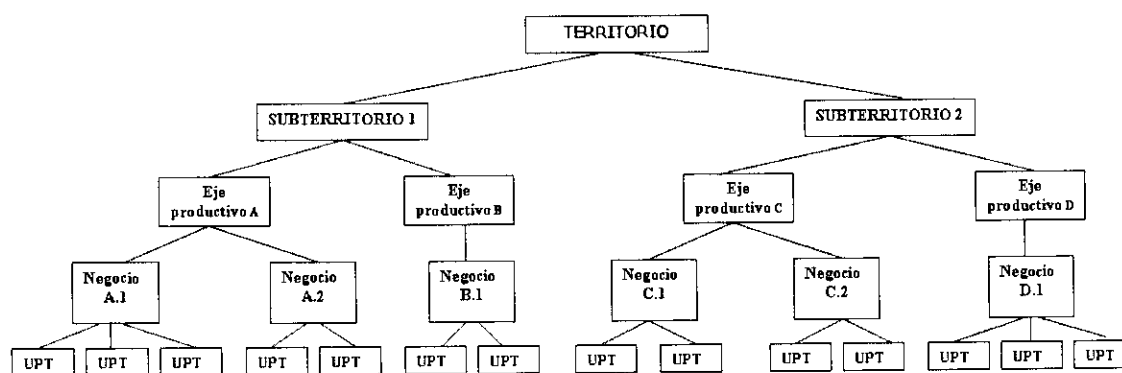 TERRITORIO
SUBTERRITORIO 1
SUBTERRITORIO 2
Eje
productivo A
Eje
productivo B
Eje
productivo C
Eje
productivo D
Negocio
A.1
Negocio
A.2
Negocio
B.1
Negocio
C.1
Negocio
C.2
Negocio
D.1
UPT
UPT
UPT
UPT
UPT
UPT
UPT
UPT
UPT
UPT
UPT
UPT
UPT
UPT